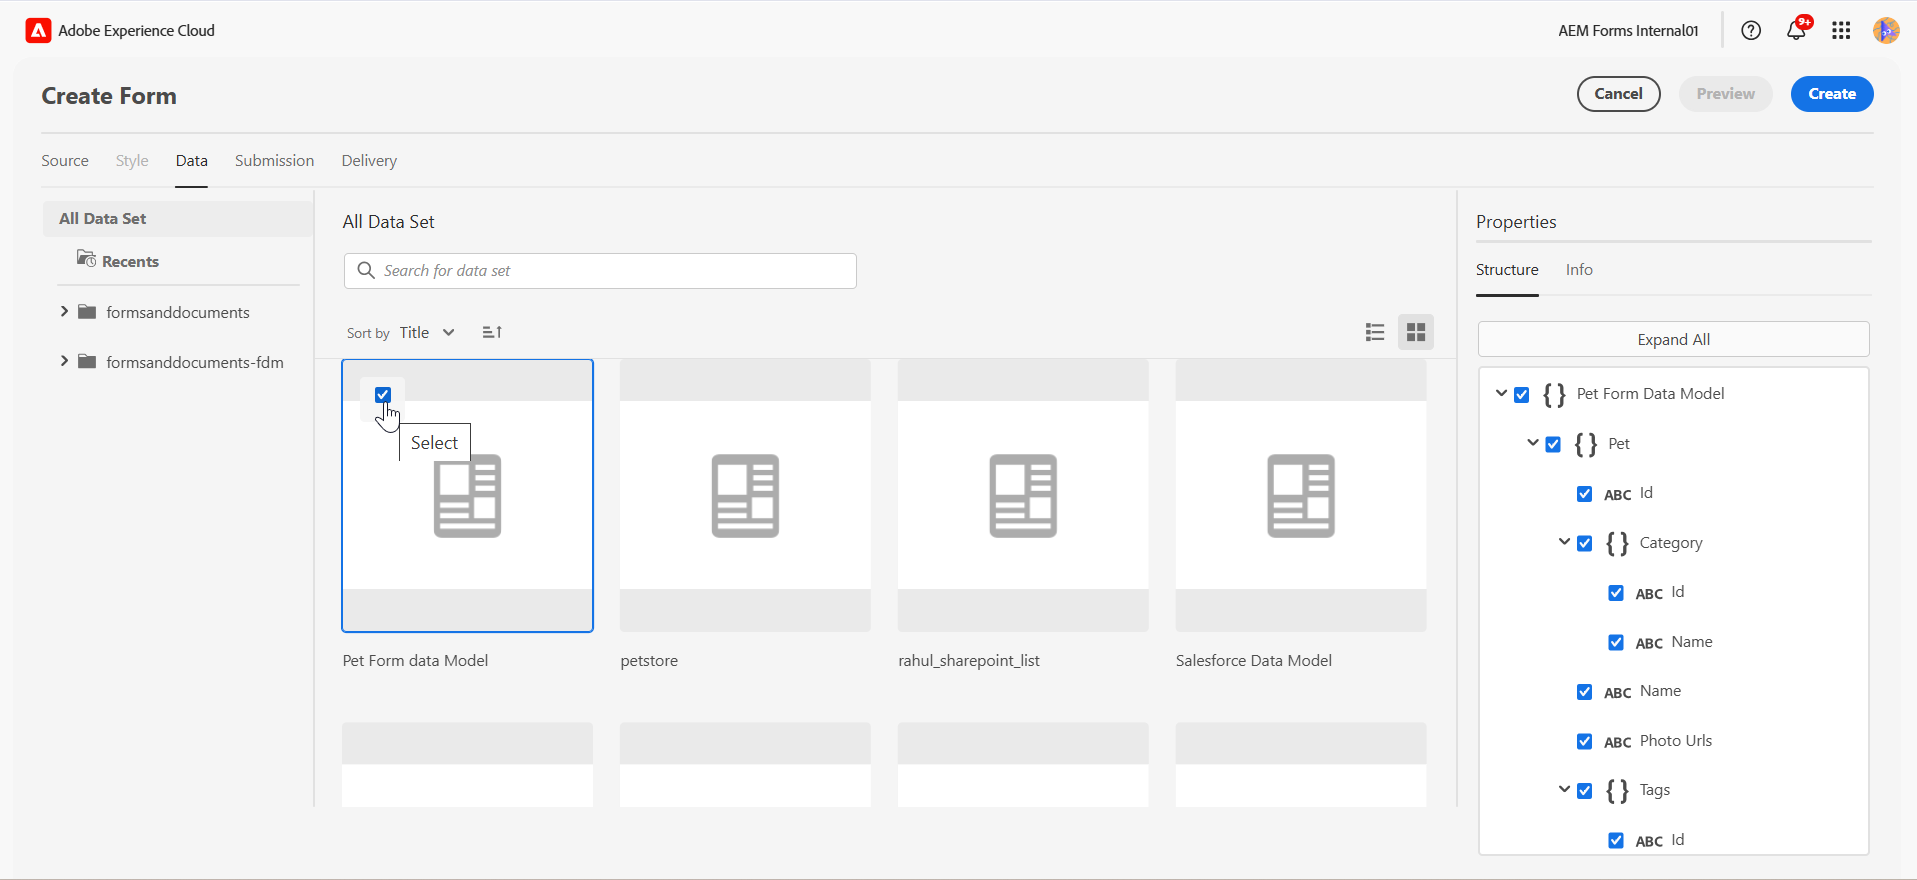 Adobe Experience Cloud
AEM Forms Internal01
9+
Create Form
Cancel
Preview
Create
Source
Style
Data
Submission
Delivery
All Data Set
Recents
formsanddocuments
formsanddocuments-fdm
All Data Set
Search for data set
Sort by Title
Select
Pet Form data Model
petstore
rahul_sharepoint_list
Salesforce Data Model
Properties
Structure
Info
Expand All
{} Pet Form Data Model
{} Pet
ABC Id
{} Category
ABC Id
ABC Name
ABC Name
ABC Photo Urls
{} Tags
ABC Id